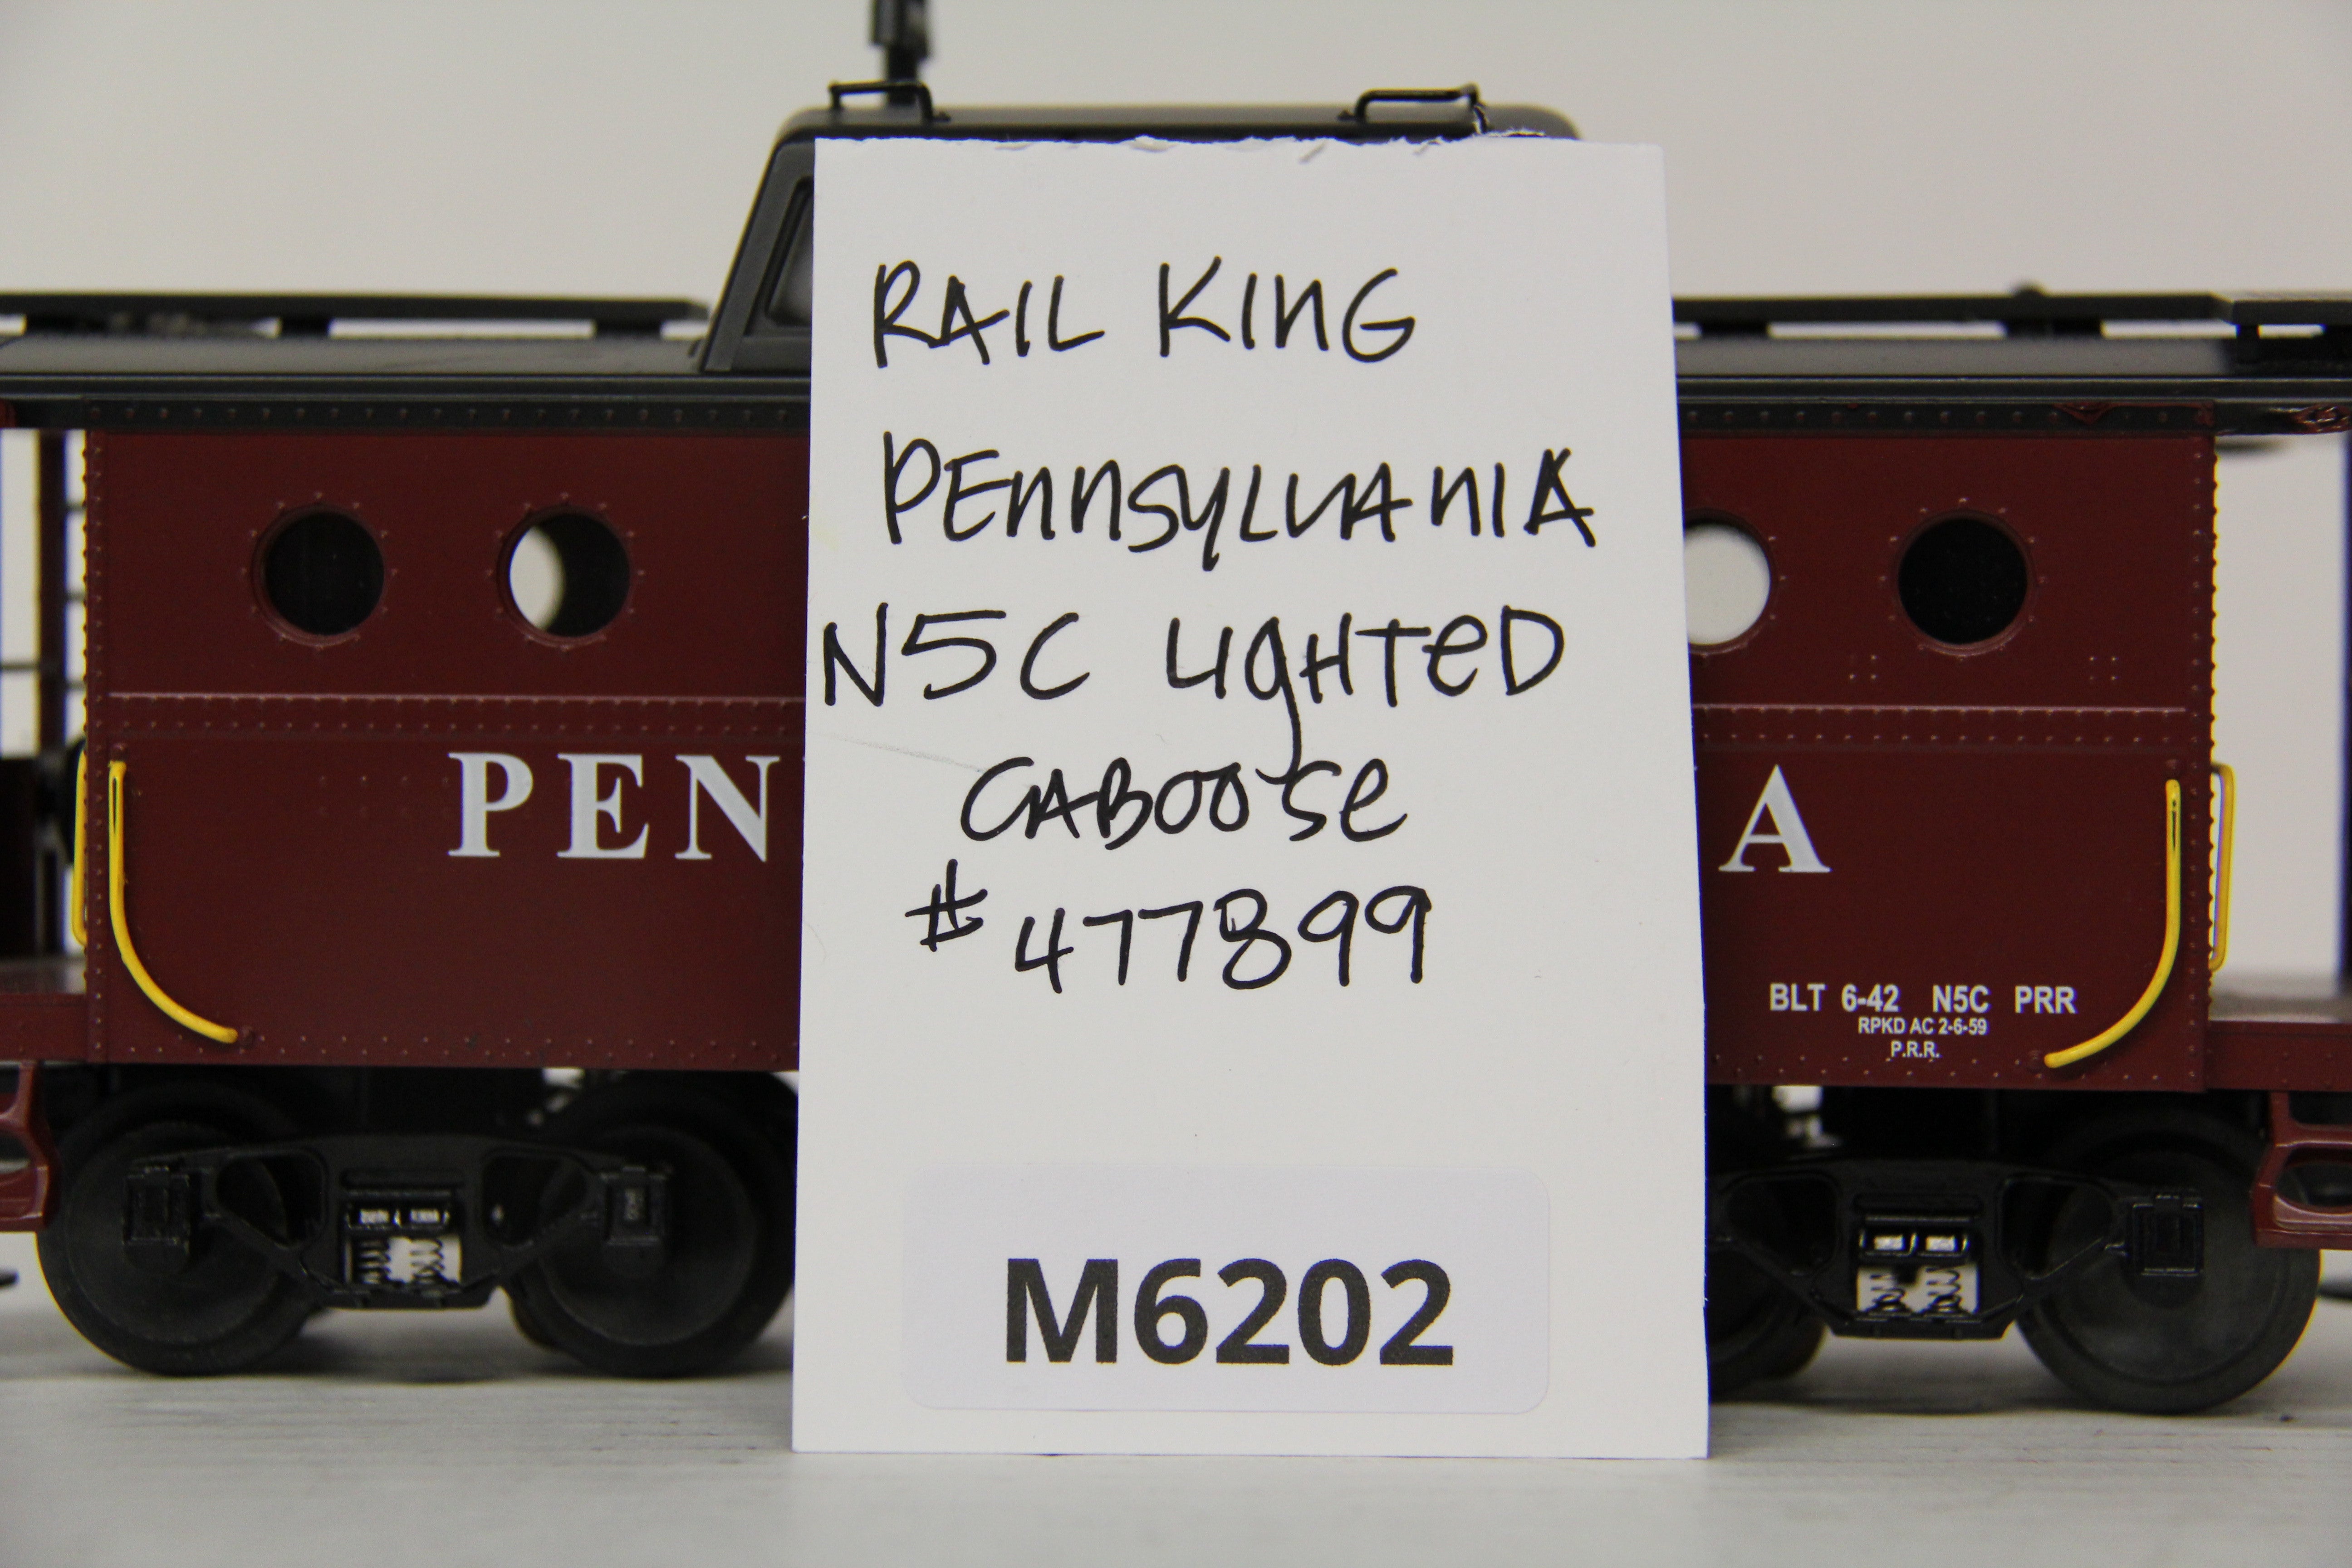 RAIL KING
PENNSYLVANIA
N5C LIGHTED
CABOOSE
#477899
M6202
PEN
A
BLT 6-42 N5C PRR
RPKD AC 2-6-59
P.R.R.